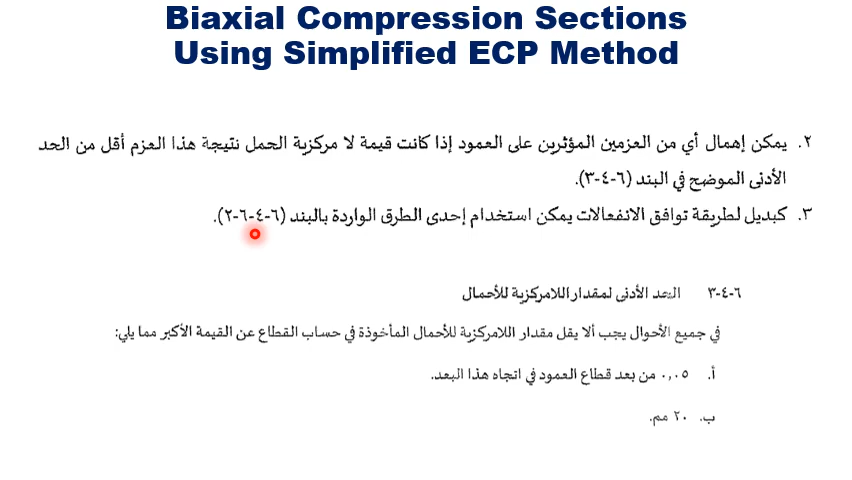 Biaxial Compression Sections
Using Simplified ECP Method
٢. يمكن إهمال أي من العزمين المؤثرين على العمود إذا كانت قيمة لا مركزية الحمل نتيجة هذا العزم أقل من الحد
الأدنى الموضح في البند (٦-٤-٣).
٣. كبديل لطريقة توافق الانفعالات يمكن استخدام إحدى الطرق الواردة بالبند (٦-٤-٦-٢).
٦-٤-٣ الحد الأدنى لمقدار اللامركزية للأحمال
في جميع الأحوال يجب ألا يقل مقدار اللامركزية للأحمال المأخوذة في حساب القطاع عن القيمة الأكبر مما يلي:
أ. ٠,٠٥ من بعد قطاع العمود في اتجاه هذا البعد.
ب. ٢٠ مم.